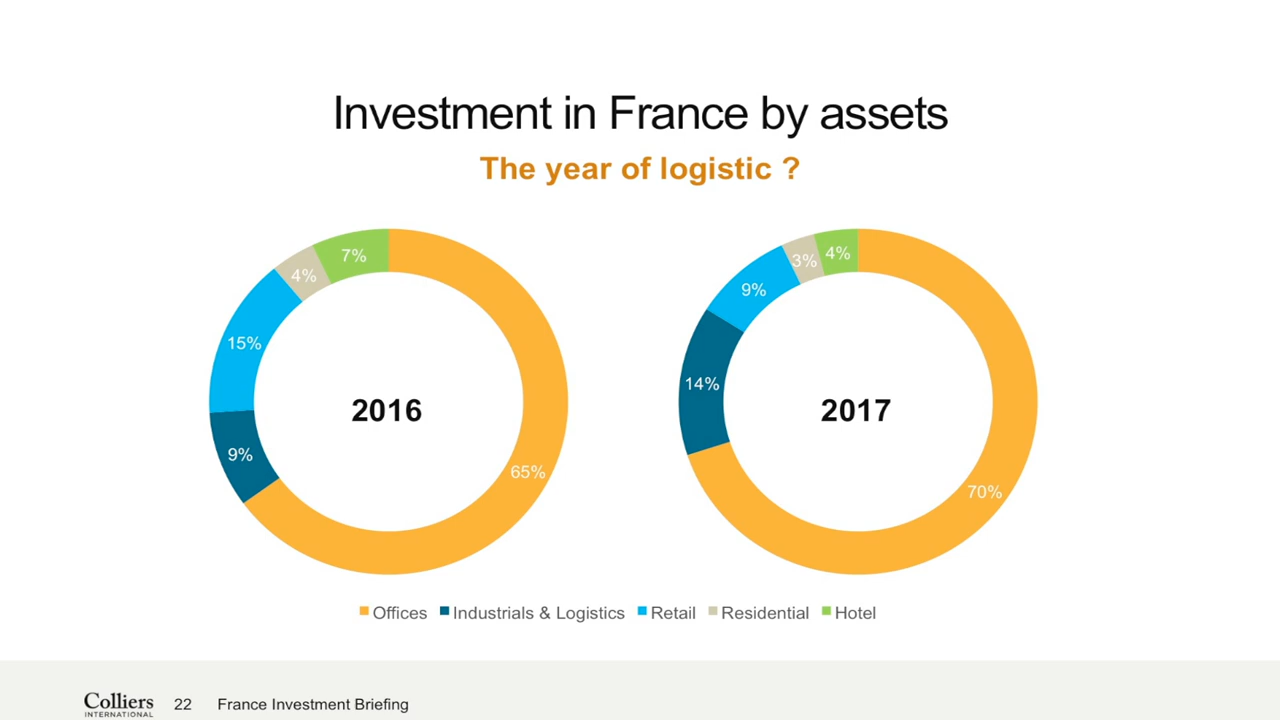 Investment in France by assets
The year of logistic ?
7%
4%
15%
9%
65%
2016
4%
3%
9%
14%
70%
2017
Offices Industrials & Logistics Retail Residential Hotel
Colliers
INTERNATIONAL
22 France Investment Briefing